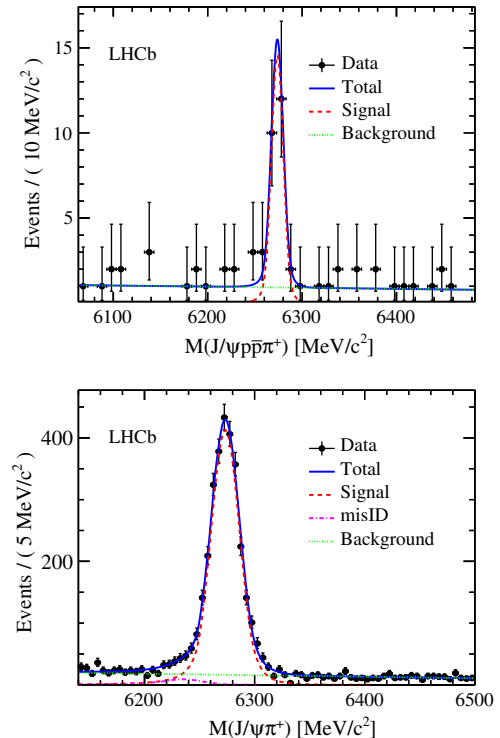 LHCb
Data
Total
Signal
Background
15
10
5
Events / ( 10 MeV/c²)
6100 6200 6300 6400
M(J/ψpp̅π⁺) [MeV/c²]
LHCb
Data
Total
Signal
misID
Background
400
200
Events / ( 5 MeV/c²)
6200 6300 6400 6500
M(J/ψπ⁺) [MeV/c²]